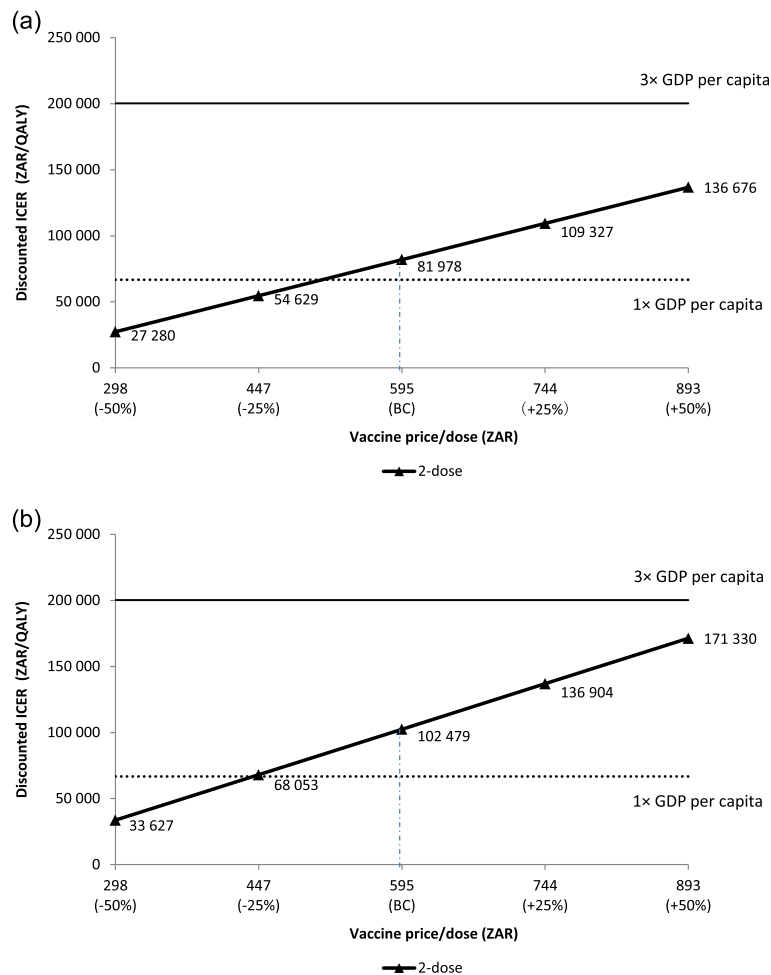 (a)
250 000
3× GDP per capita
200 000
150 000
136 676
109 327
100 000
81 978
1× GDP per capita
54 629
50 000
27 280
0
Discounted ICER (ZAR/QALY)
298 447 595 744 893
(-50%) (-25%) (BC) (+25%) (+50%)
Vaccine price/dose (ZAR)
2-dose
(b)
250 000
3× GDP per capita
200 000
171 330
150 000
136 904
100 000
102 479
68 053
1× GDP per capita
50 000
33 627
0
Discounted ICER (ZAR/QALY)
298 447 595 744 893
(-50%) (-25%) (BC) (+25%) (+50%)
Vaccine price/dose (ZAR)
2-dose